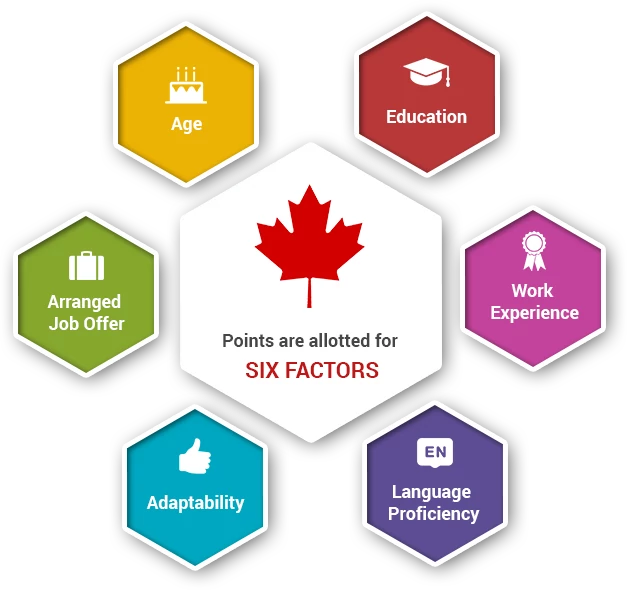 Age
Education
Arranged
Job Offer
Points are allotted for
SIX FACTORS
Work
Experience
Adaptability
EN
Language
Proficiency